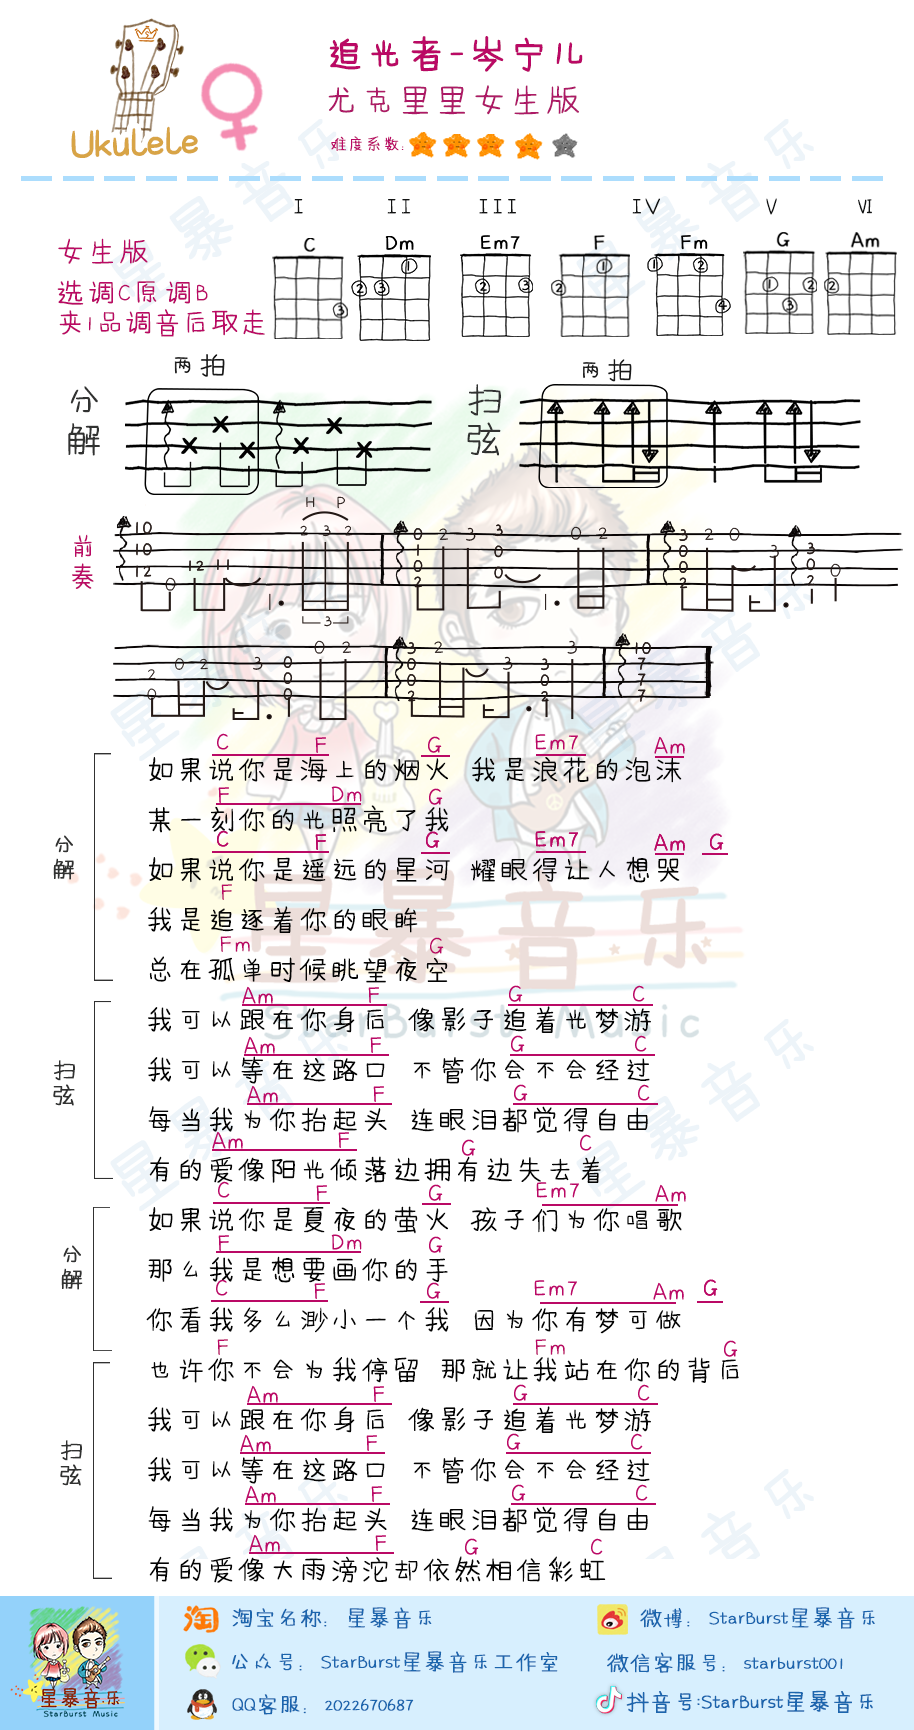 Ukulele
追光者-岑宁儿
尤克里里女生版
难度系数:
I II III IV V VI
女生版
选调C原调B
夹1品调音后取走
C Dm Em7 F Fm G Am
1 2 3
2 3
1 2
1 2 4
1 2 3
2
分解
两拍
扫弦
两拍
前奏
H P
10 10 12 0 12 11 2 3 2 3
0 1 0 2 2 3 3 0 0 0 2
3 0 0 2 2 0 3 3 0 2 0
2 0 0 2 3 0 0 0 0 2
3 0 0 2 2 3 3 0 2 3
10 7 7 7
分解
C F G Em7 Am
如果说你是海上的烟火 我是浪花的泡沫
F Dm G
某一刻你的光照亮了我
C F G Em7 Am G
如果说你是遥远的星河 耀眼得让人想哭
F
我是追逐着你的眼眸
Fm G
总在孤单时候眺望夜空
扫弦
Am F G C
我可以跟在你身后 像影子追着光梦游
Am F G C
我可以等在这路口 不管你会不会经过
Am F G C
每当我为你抬起头 连眼泪都觉得自由
Am F G C
有的爱像阳光倾落边拥有边失去着
分解
C F G Em7 Am
如果说你是夏夜的萤火 孩子们为你唱歌
F Dm G
那么我是想要画你的手
C F G Em7 Am G
你看我多么渺小一个我 因为你有梦可做
扫弦
F Fm G
也许你不会为我停留 那就让我站在你的背后
Am F G C
我可以跟在你身后 像影子追着光梦游
Am F G C
我可以等在这路口 不管你会不会经过
Am F G C
每当我为你抬起头 连眼泪都觉得自由
Am F G C
有的爱像大雨滂沱却依然相信彩虹
星暴音乐
StarBurst Music
淘 淘宝名称: 星暴音乐
微博: StarBurst星暴音乐
公众号: StarBurst星暴音乐工作室
微信客服号: starburst001
QQ客服: 2022670687
抖音号:StarBurst星暴音乐
星暴音乐
StarBurst Music